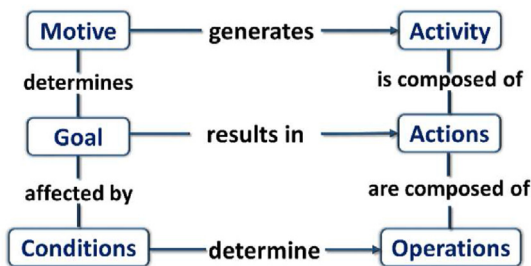 Motive generates Activity
determines is composed of
Goal results in Actions
affected by are composed of
Conditions determine Operations